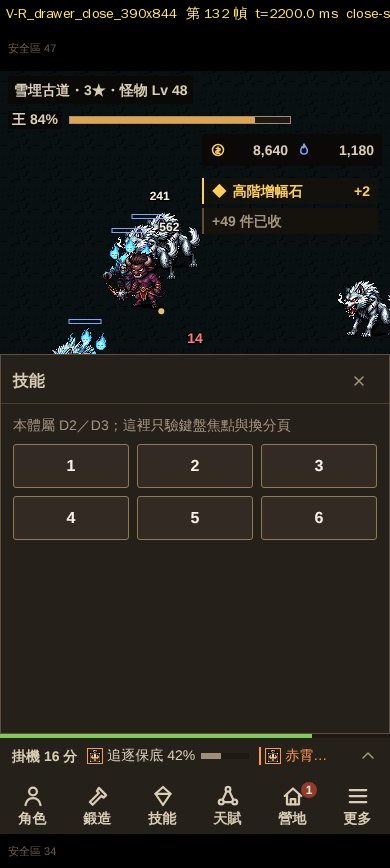 V-R_drawer_close_390x844 第 132 幀 t=2200.0 ms close-s
安全區 47
雪埋古道・3★・怪物 Lv 48
王 84%
8,640 1,180
高階增幅石 +2
+49 件已收
241
562
14
技能
本體屬 D2／D3；這裡只驗鍵盤焦點與換分頁
1 2 3
4 5 6
掛機 16 分 追逐保底 42% 赤霄…
1
角色 鍛造 技能 天賦 營地 更多
安全區 34